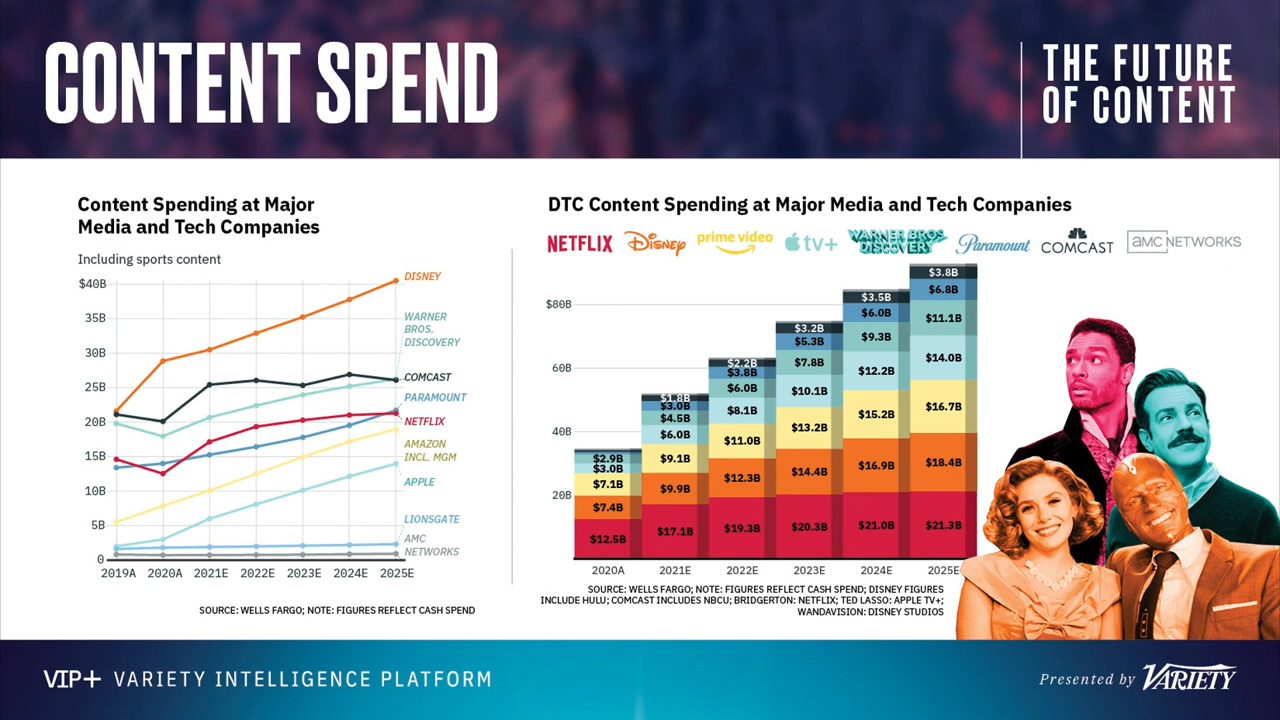 CONTENT SPEND
THE FUTURE
OF CONTENT
Content Spending at Major
Media and Tech Companies
Including sports content
$40B
35B
30B
25B
20B
15B
10B
5B
0
2019A 2020A 2021E 2022E 2023E 2024E 2025E
DISNEY
WARNER
BROS.
DISCOVERY
COMCAST
PARAMOUNT
NETFLIX
AMAZON
INCL. MGM
APPLE
LIONSGATE
AMC
NETWORKS
SOURCE: WELLS FARGO; NOTE: FIGURES REFLECT CASH SPEND
DTC Content Spending at Major Media and Tech Companies
NETFLIX Disney prime video tv+ WARNER BROS. DISCOVERY Paramount COMCAST AMC NETWORKS
$80B
60B
40B
20B
$2.9B
$3.0B
$7.1B
$7.4B
$12.5B
$1.8B
$3.0B
$4.5B
$6.0B
$9.1B
$9.9B
$17.1B
$2.2B
$3.8B
$6.0B
$8.1B
$11.0B
$12.3B
$19.3B
$3.2B
$5.3B
$7.8B
$10.1B
$13.2B
$14.4B
$20.3B
$3.5B
$6.0B
$9.3B
$12.2B
$15.2B
$16.9B
$21.0B
$3.8B
$6.8B
$11.1B
$14.0B
$16.7B
$18.4B
$21.3B
2020A 2021E 2022E 2023E 2024E 2025E
SOURCE: WELLS FARGO; NOTE: FIGURES REFLECT CASH SPEND; DISNEY FIGURES
INCLUDE HULU; COMCAST INCLUDES NBCU; BRIDGERTON: NETFLIX; TED LASSO: APPLE TV+;
WANDAVISION: DISNEY STUDIOS
VIP+ VARIETY INTELLIGENCE PLATFORM
Presented by VARIETY